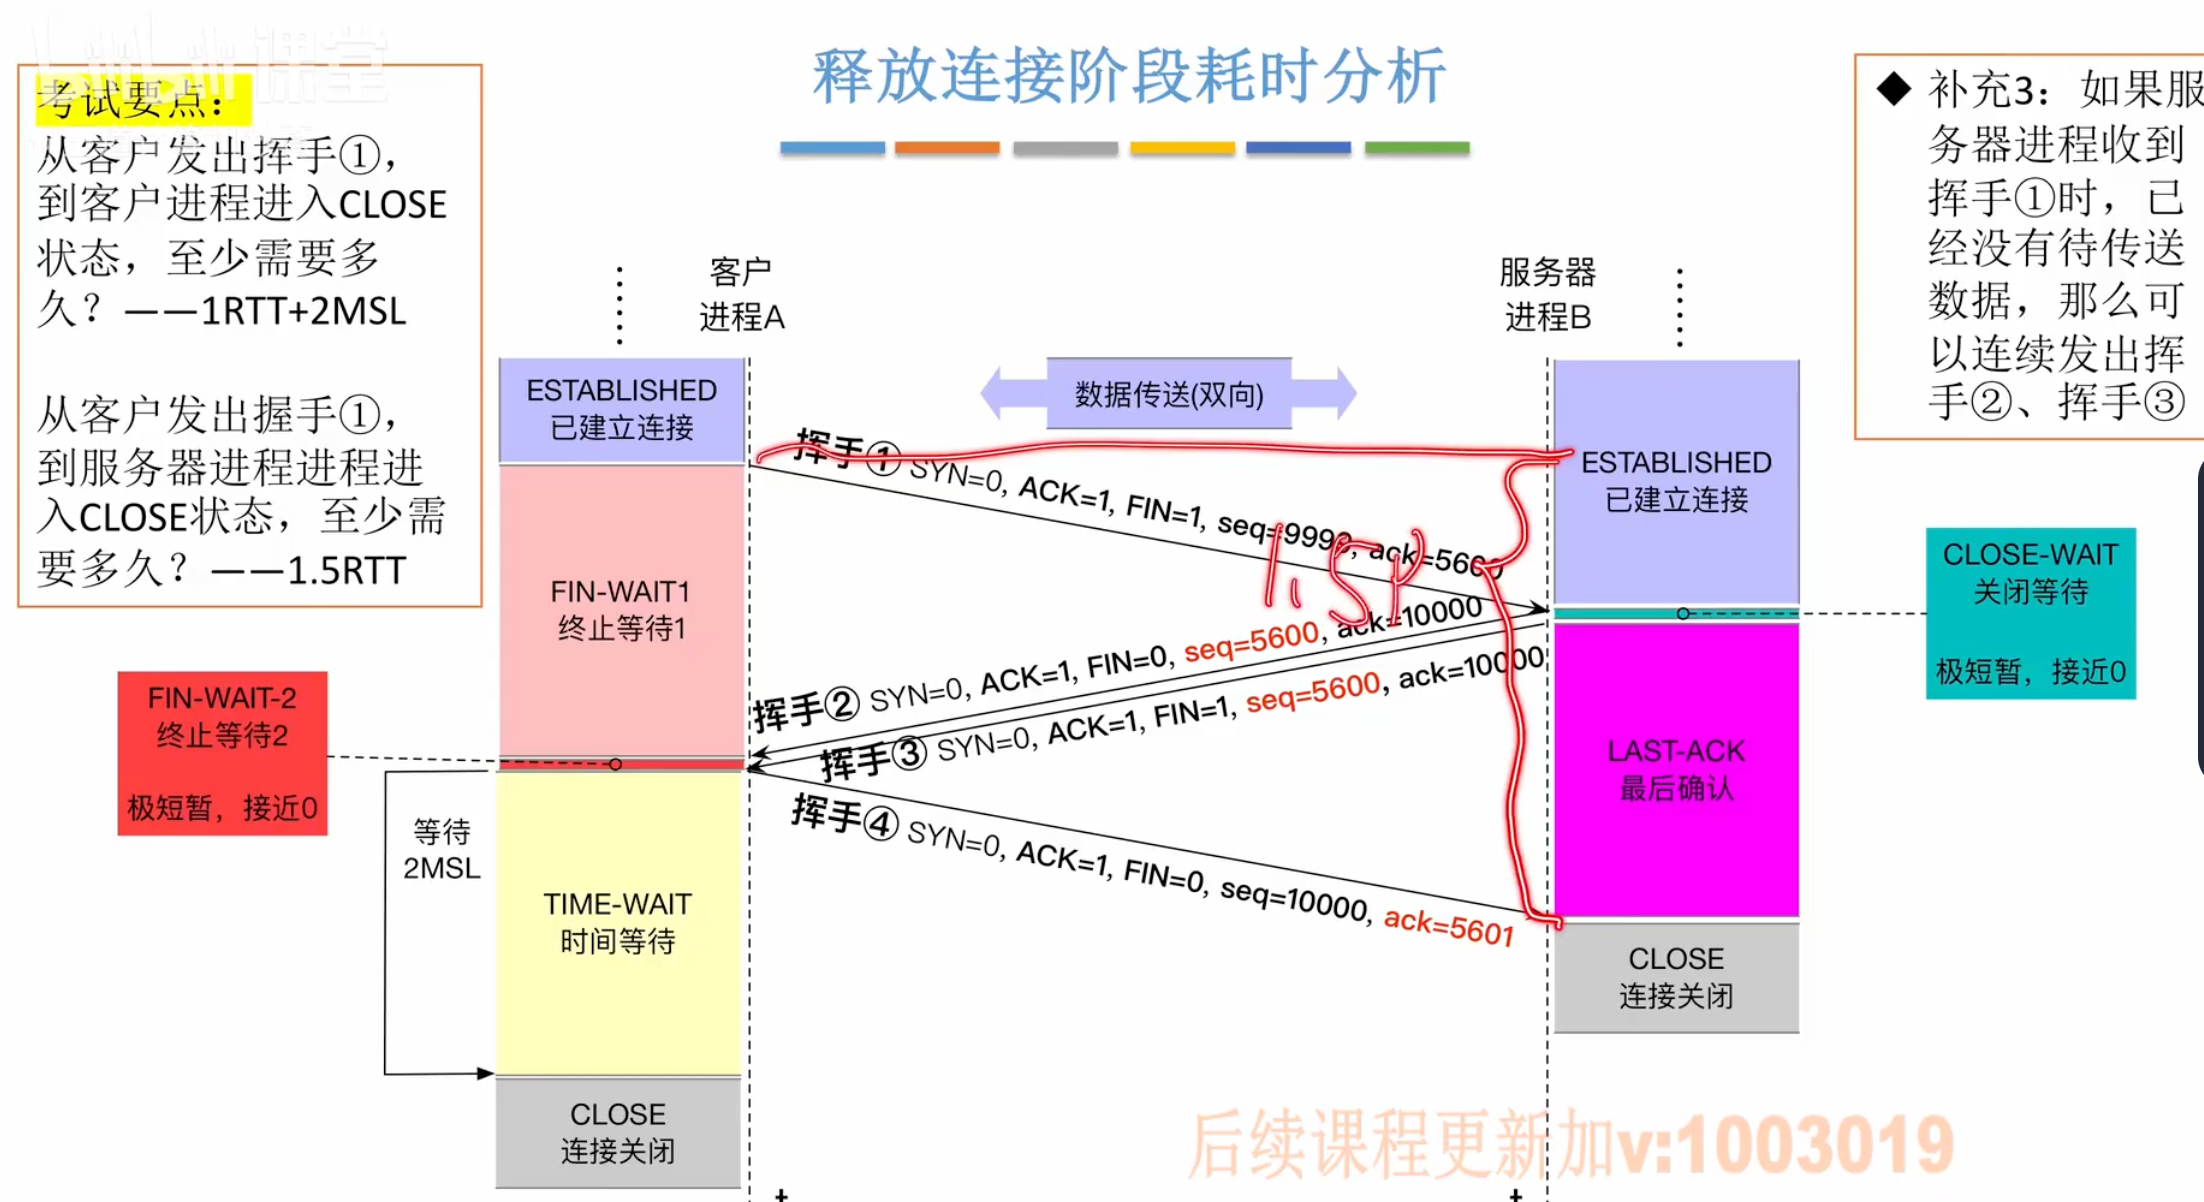 课堂
释放连接阶段耗时分析
考试要点：
从客户发出挥手①，
到客户进程进入CLOSE
状态，至少需要多
久？——1RTT+2MSL
从客户发出握手①，
到服务器进程进程进
入CLOSE状态，至少需
要多久？——1.5RTT
◆ 补充3：如果服
务器进程收到
挥手①时，已
经没有待传送
数据，那么可
以连续发出挥
手②、挥手③
客户
进程A
服务器
进程B
ESTABLISHED
已建立连接
数据传送(双向)
ESTABLISHED
已建立连接
挥手① SYN=0, ACK=1, FIN=1, seq=9999, ack=5600
1.5R
FIN-WAIT1
终止等待1
CLOSE-WAIT
关闭等待
极短暂，接近0
挥手② SYN=0, ACK=1, FIN=0, seq=5600, ack=10000
挥手③ SYN=0, ACK=1, FIN=1, seq=5600, ack=10000
FIN-WAIT-2
终止等待2
极短暂，接近0
LAST-ACK
最后确认
挥手④ SYN=0, ACK=1, FIN=0, seq=10000, ack=5601
等待
2MSL
TIME-WAIT
时间等待
CLOSE
连接关闭
CLOSE
连接关闭
后续课程更新加v:1003019